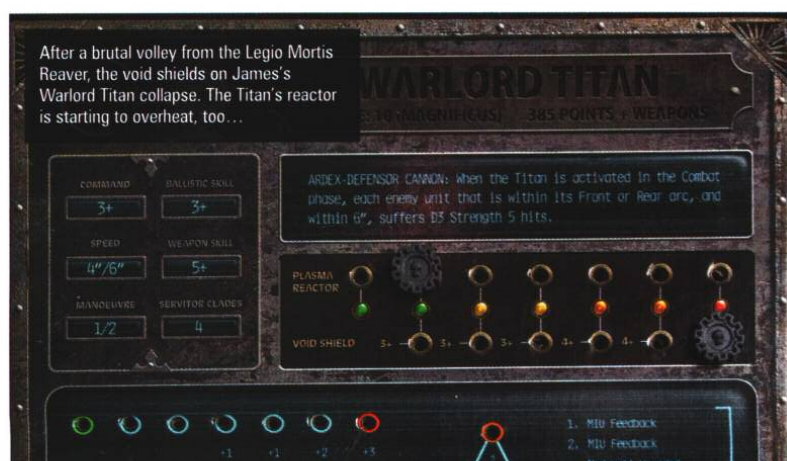 After a brutal volley from the Legio Mortis
Reaver, the void shields on James's
Warlord Titan collapse. The Titan's reactor
is starting to overheat, too…
WARLORD TITAN
10 (MAGNIFICUS) 385 POINTS + WEAPONS
COMMAND BALLISTIC SKILL
3+ 3+
SPEED WEAPON SKILL
4"/6" 5+
MANOEUVRE SERVITOR CLADES
1/2 4
ARDEX-DEFENSOR CANNON: When the Titan is activated in the Combat
phase, each enemy unit that is within its Front or Rear arc, and
within 6", suffers D3 Strength 5 hits.
PLASMA
REACTOR
VOID SHIELD 3+ 3+ 3+ 4+ 4+
+1 +1 +2 +3
1. MIU Feedback
2. MIU Feedback